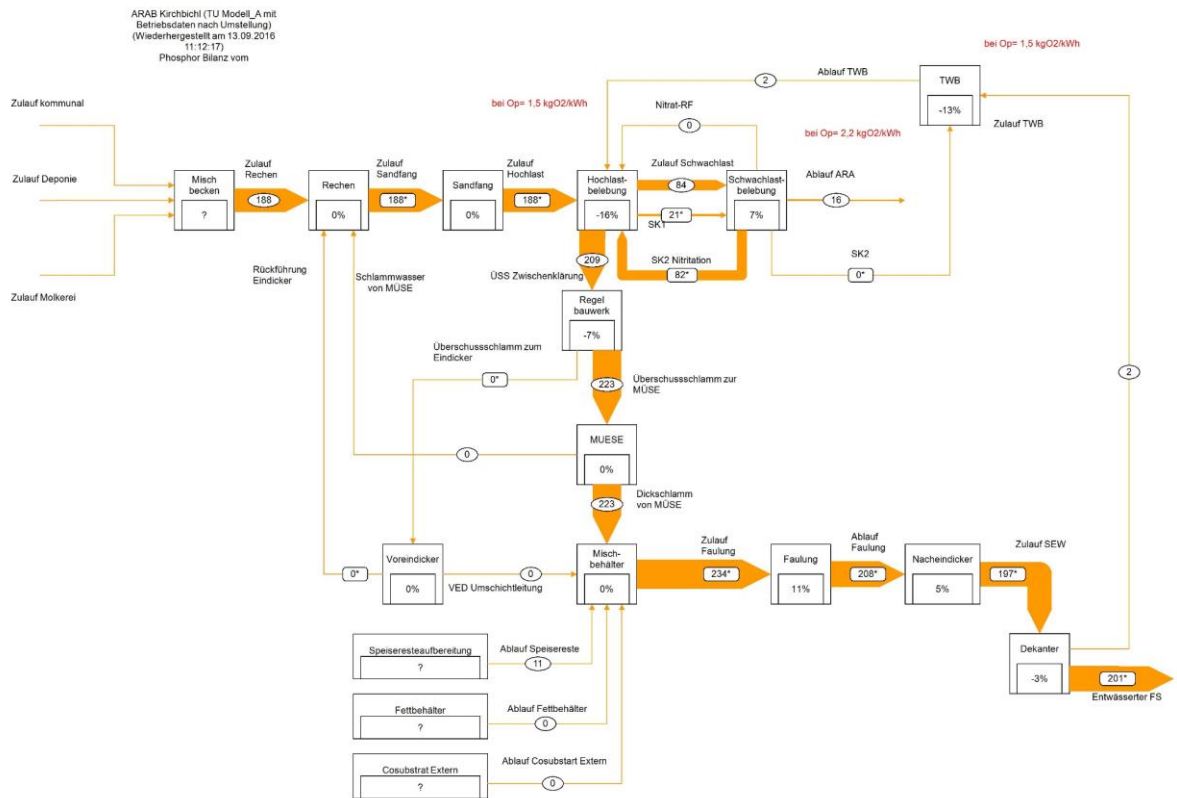 ARAB Kirchbichl (TU Modell_A mit
Betriebsdaten nach Umstellung)
(Wiederhergestellt am 13.09.2016
11:12:17)
Phosphor Bilanz vom
bei Op= 1,5 kgO2/kWh
Ablauf TWB
2
TWB
-13%
Zulauf TWB
Zulauf kommunal
bei Op= 1,5 kgO2/kWh
Nitrat-RF
0
bei Op= 2,2 kgO2/kWh
Zulauf Deponie
Zulauf Molkerei
Misch
becken
?
Zulauf
Rechen
188
Rechen
0%
Zulauf
Sandfang
188*
Sandfang
0%
Zulauf
Hochlast
188*
Hochlast-
belebung
-16%
Zulauf Schwachlast
84
21*
SK1
Schwachlast-
belebung
7%
Ablauf ARA
16
SK2 Nitritation
82*
SK2
0*
Rückführung
Eindicker
Schlammwasser
von MÜSE
209
ÜSS Zwischenklärung
Regel
bauwerk
-7%
Überschussschlamm zum
Eindicker
0*
223
Überschussschlamm zur
MÜSE
2
MUESE
0%
0
223
Dickschlamm
von MÜSE
0*
Voreindicker
0%
0
VED Umschichtleitung
Misch-
behälter
0%
Zulauf
Faulung
234*
Faulung
11%
Ablauf
Faulung
208*
Nacheindicker
5%
Zulauf SEW
197*
Dekanter
-3%
201*
Entwässerter FS
Speiseresteaufbereitung
?
Ablauf Speisereste
11
Fettbehälter
?
Ablauf Fettbehälter
0
Cosubstrat Extern
?
Ablauf Cosubstart Extern
0